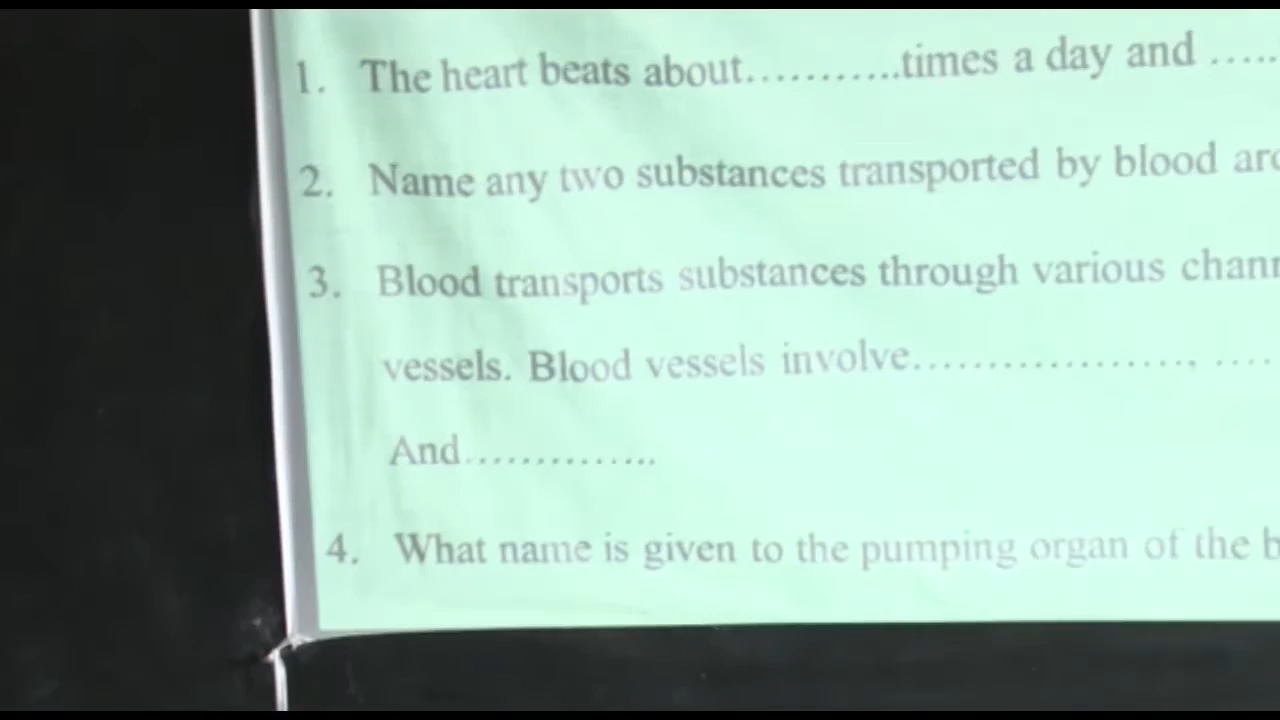 1. The heart beats about...........times a day and .....
2. Name any two substances transported by blood
3. Blood transports substances through various
vessels. Blood vessels involve..................., ....
And..............
4. What name is given to the pumping organ of the